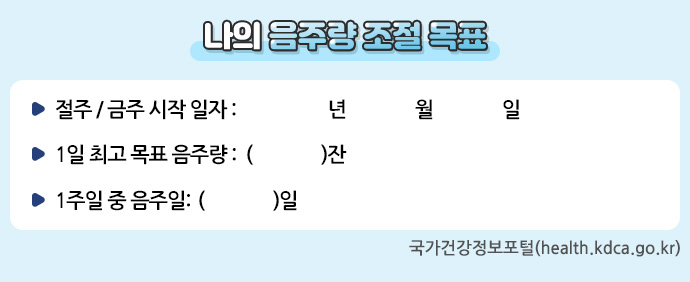 나의 음주량 조절 목표
절주 / 금주 시작 일자 : 년 월 일
1일 최고 목표 음주량 : ( )잔
1주일 중 음주일: ( )일
국가건강정보포털(health.kdca.go.kr)